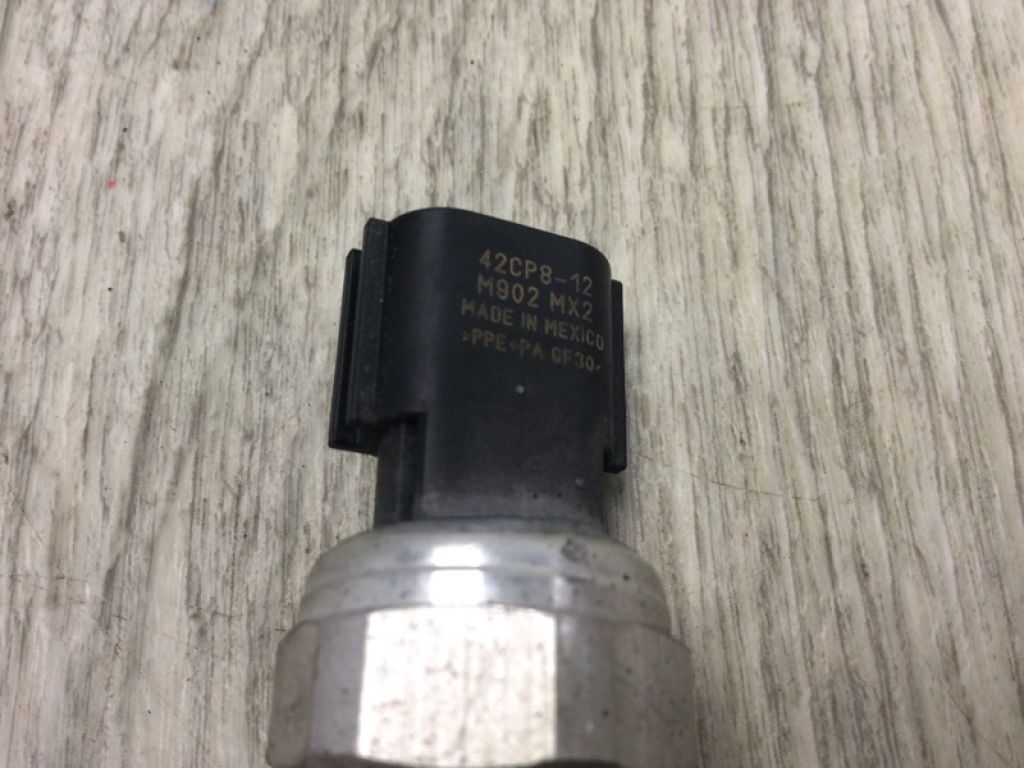 42CP8-12
M902 MX2
MADE IN MEXICO
>PPE+PA GF30<